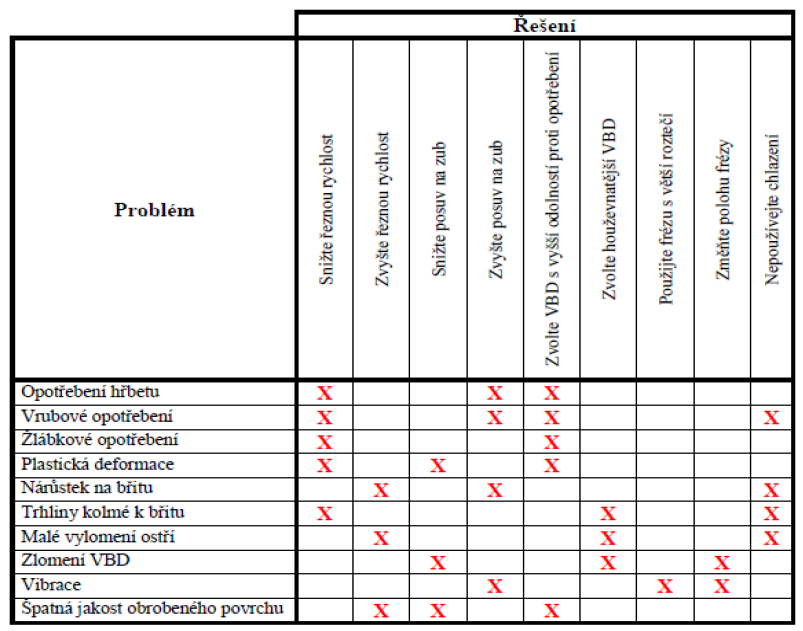 Řešení
Problém
Snižte řeznou rychlost
Zvyšte řeznou rychlost
Snižte posuv na zub
Zvyšte posuv na zub
Zvolte VBD s vyšší odolností proti opotřebení
Zvolte houževnatější VBD
Použijte frézu s větší roztečí
Změňte polohu frézy
Nepoužívejte chlazení
Opotřebení hřbetu X X X
Vrubové opotřebení X X X X
Žlábkové opotřebení X X
Plastická deformace X X X
Nárůstek na břitu X X X
Trhliny kolmé k břitu X X X
Malé vylomení ostří X X X
Zlomení VBD X X X
Vibrace X X X
Špatná jakost obrobeného povrchu X X X